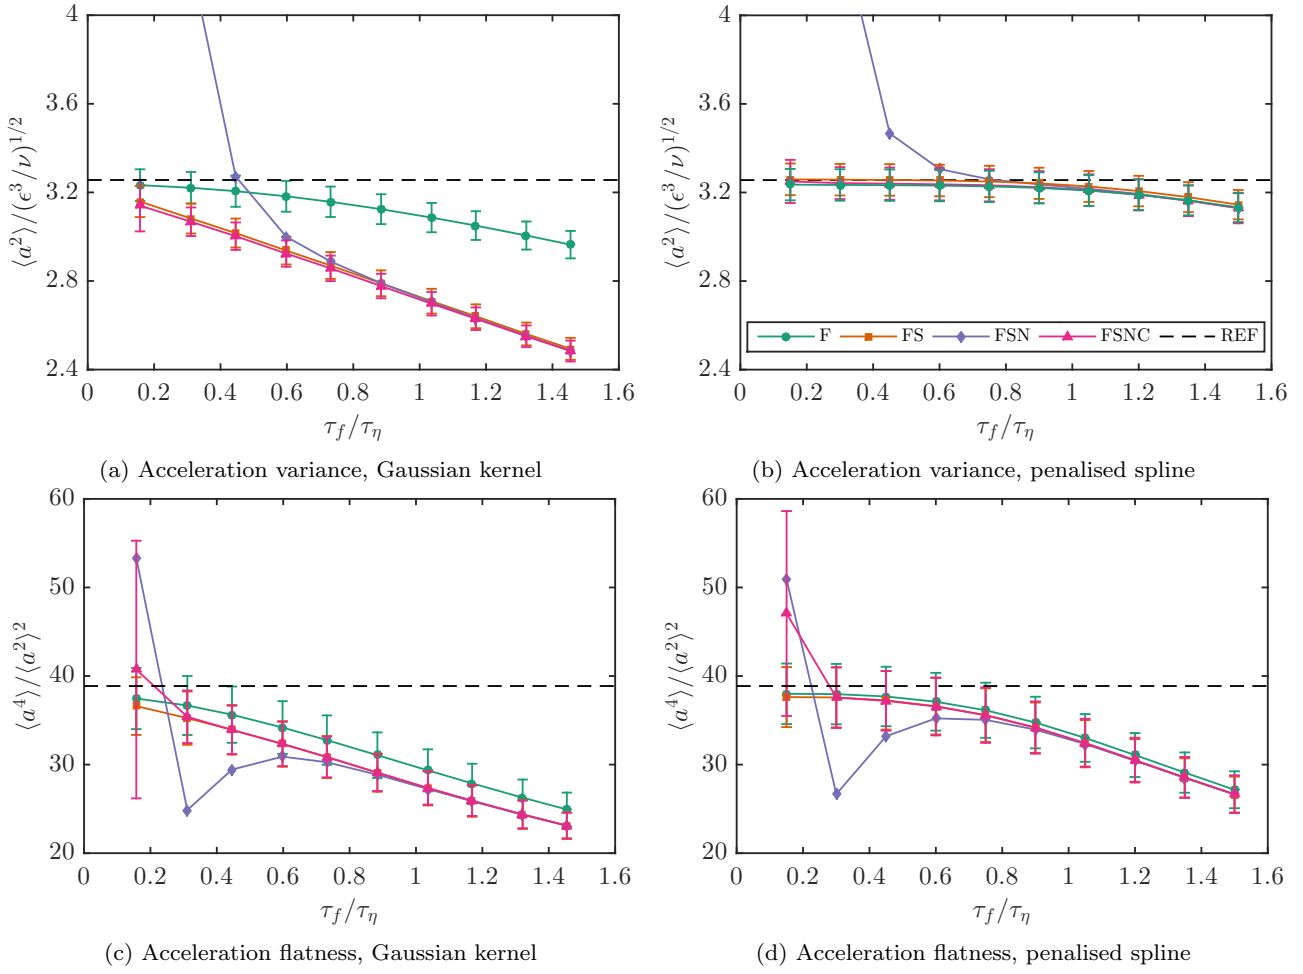 4
3.6
3.2
2.8
2.4
⟨a²⟩/(ϵ³/ν)^{1/2}
0 0.2 0.4 0.6 0.8 1 1.2 1.4 1.6
τ_f/τ_η
(a) Acceleration variance, Gaussian kernel
4
3.6
3.2
2.8
2.4
⟨a²⟩/(ϵ³/ν)^{1/2}
F FS FSN FSNC REF
0 0.2 0.4 0.6 0.8 1 1.2 1.4 1.6
τ_f/τ_η
(b) Acceleration variance, penalised spline
60
50
40
30
20
⟨a⁴⟩/⟨a²⟩²
0 0.2 0.4 0.6 0.8 1 1.2 1.4 1.6
τ_f/τ_η
(c) Acceleration flatness, Gaussian kernel
60
50
40
30
20
⟨a⁴⟩/⟨a²⟩²
0 0.2 0.4 0.6 0.8 1 1.2 1.4 1.6
τ_f/τ_η
(d) Acceleration flatness, penalised spline